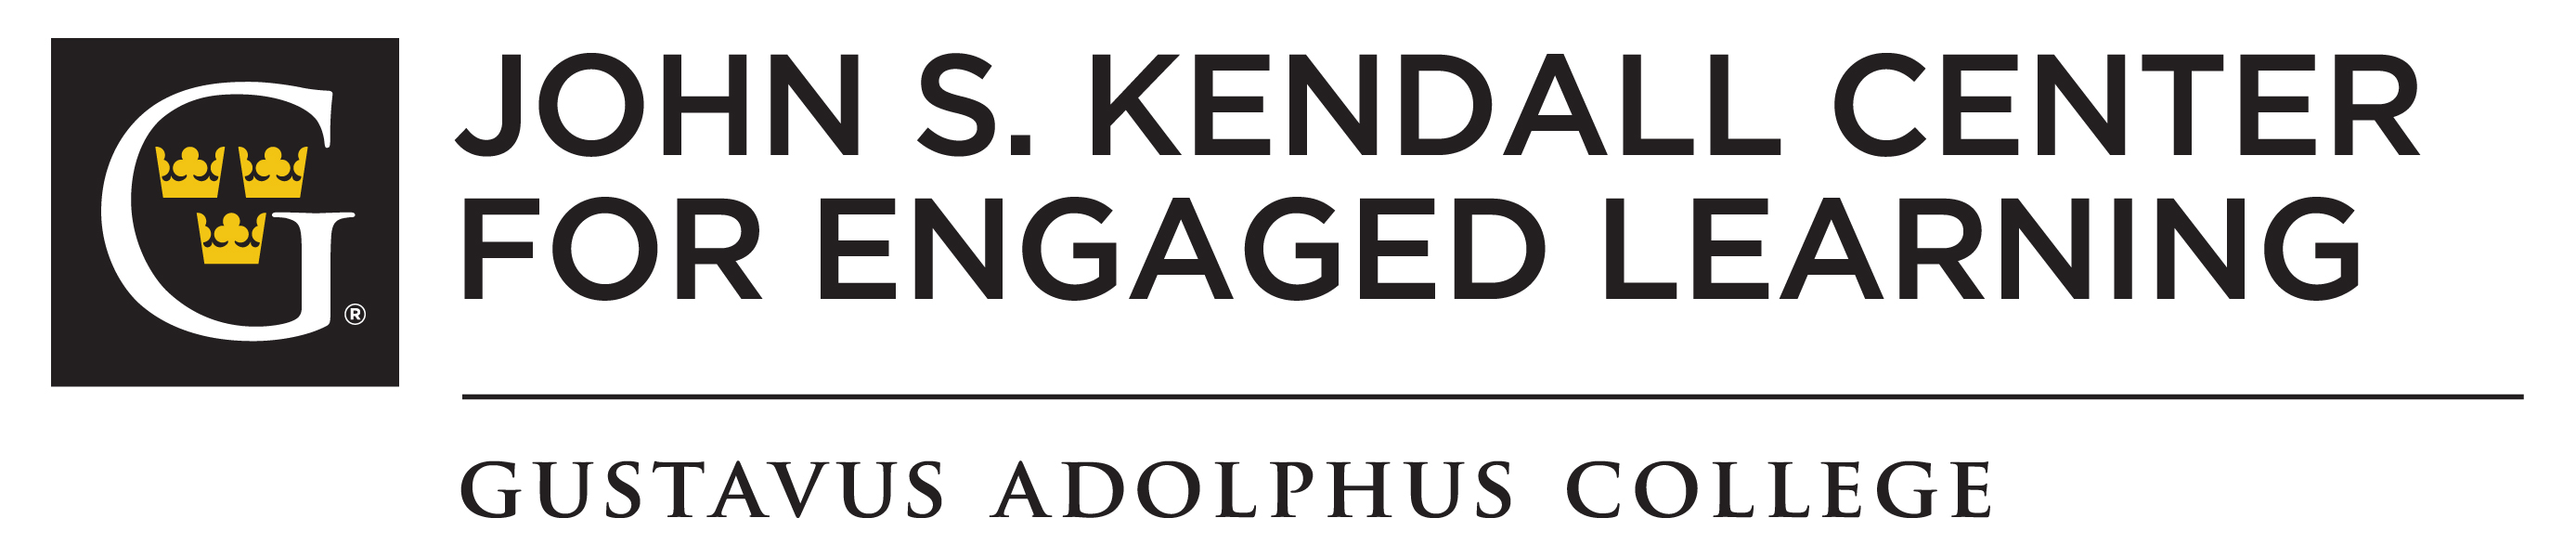 G®
JOHN S. KENDALL CENTER
FOR ENGAGED LEARNING
GUSTAVUS ADOLPHUS COLLEGE